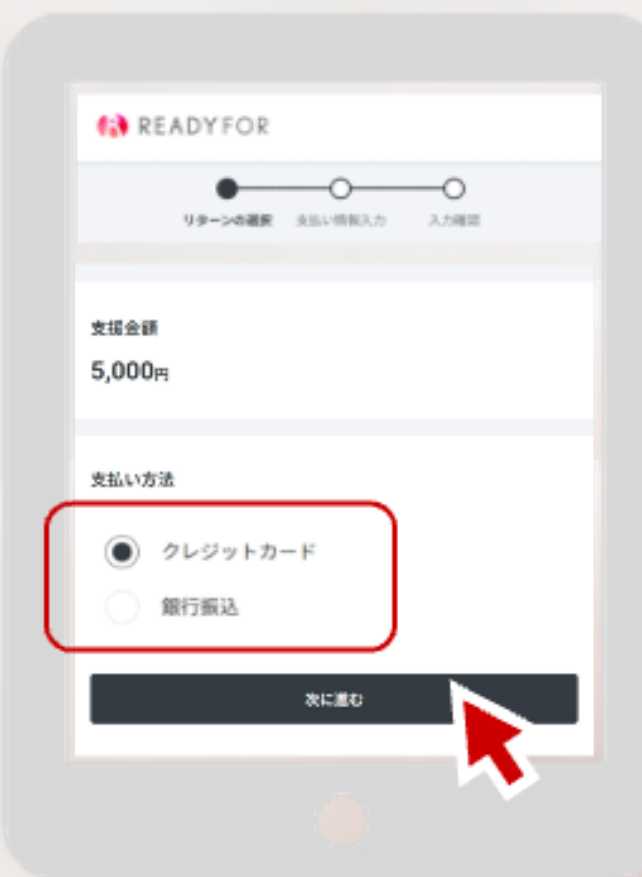 READYFOR
リターンの選択 支払い情報入力 入力確認
支援金額
5,000円
支払い方法
クレジットカード
銀行振込
次に進む